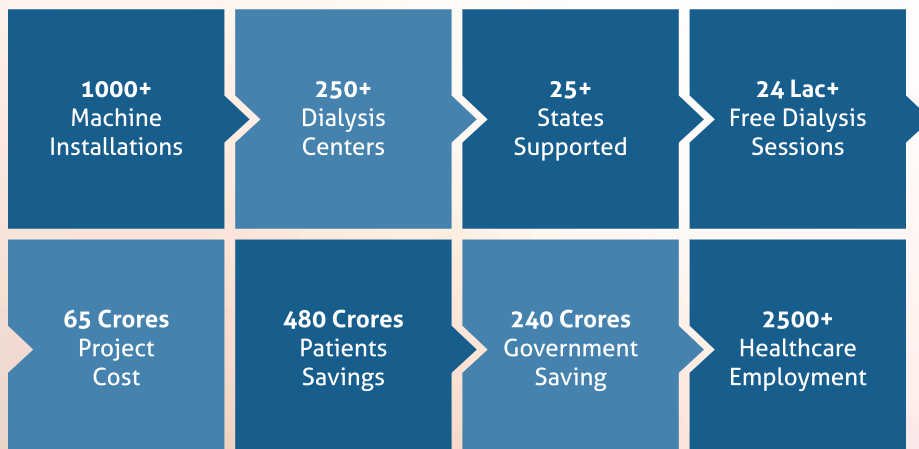 1000+
Machine
Installations
250+
Dialysis
Centers
25+
States
Supported
24 Lac+
Free Dialysis
Sessions
65 Crores
Project
Cost
480 Crores
Patients
Savings
240 Crores
Government
Saving
2500+
Healthcare
Employment